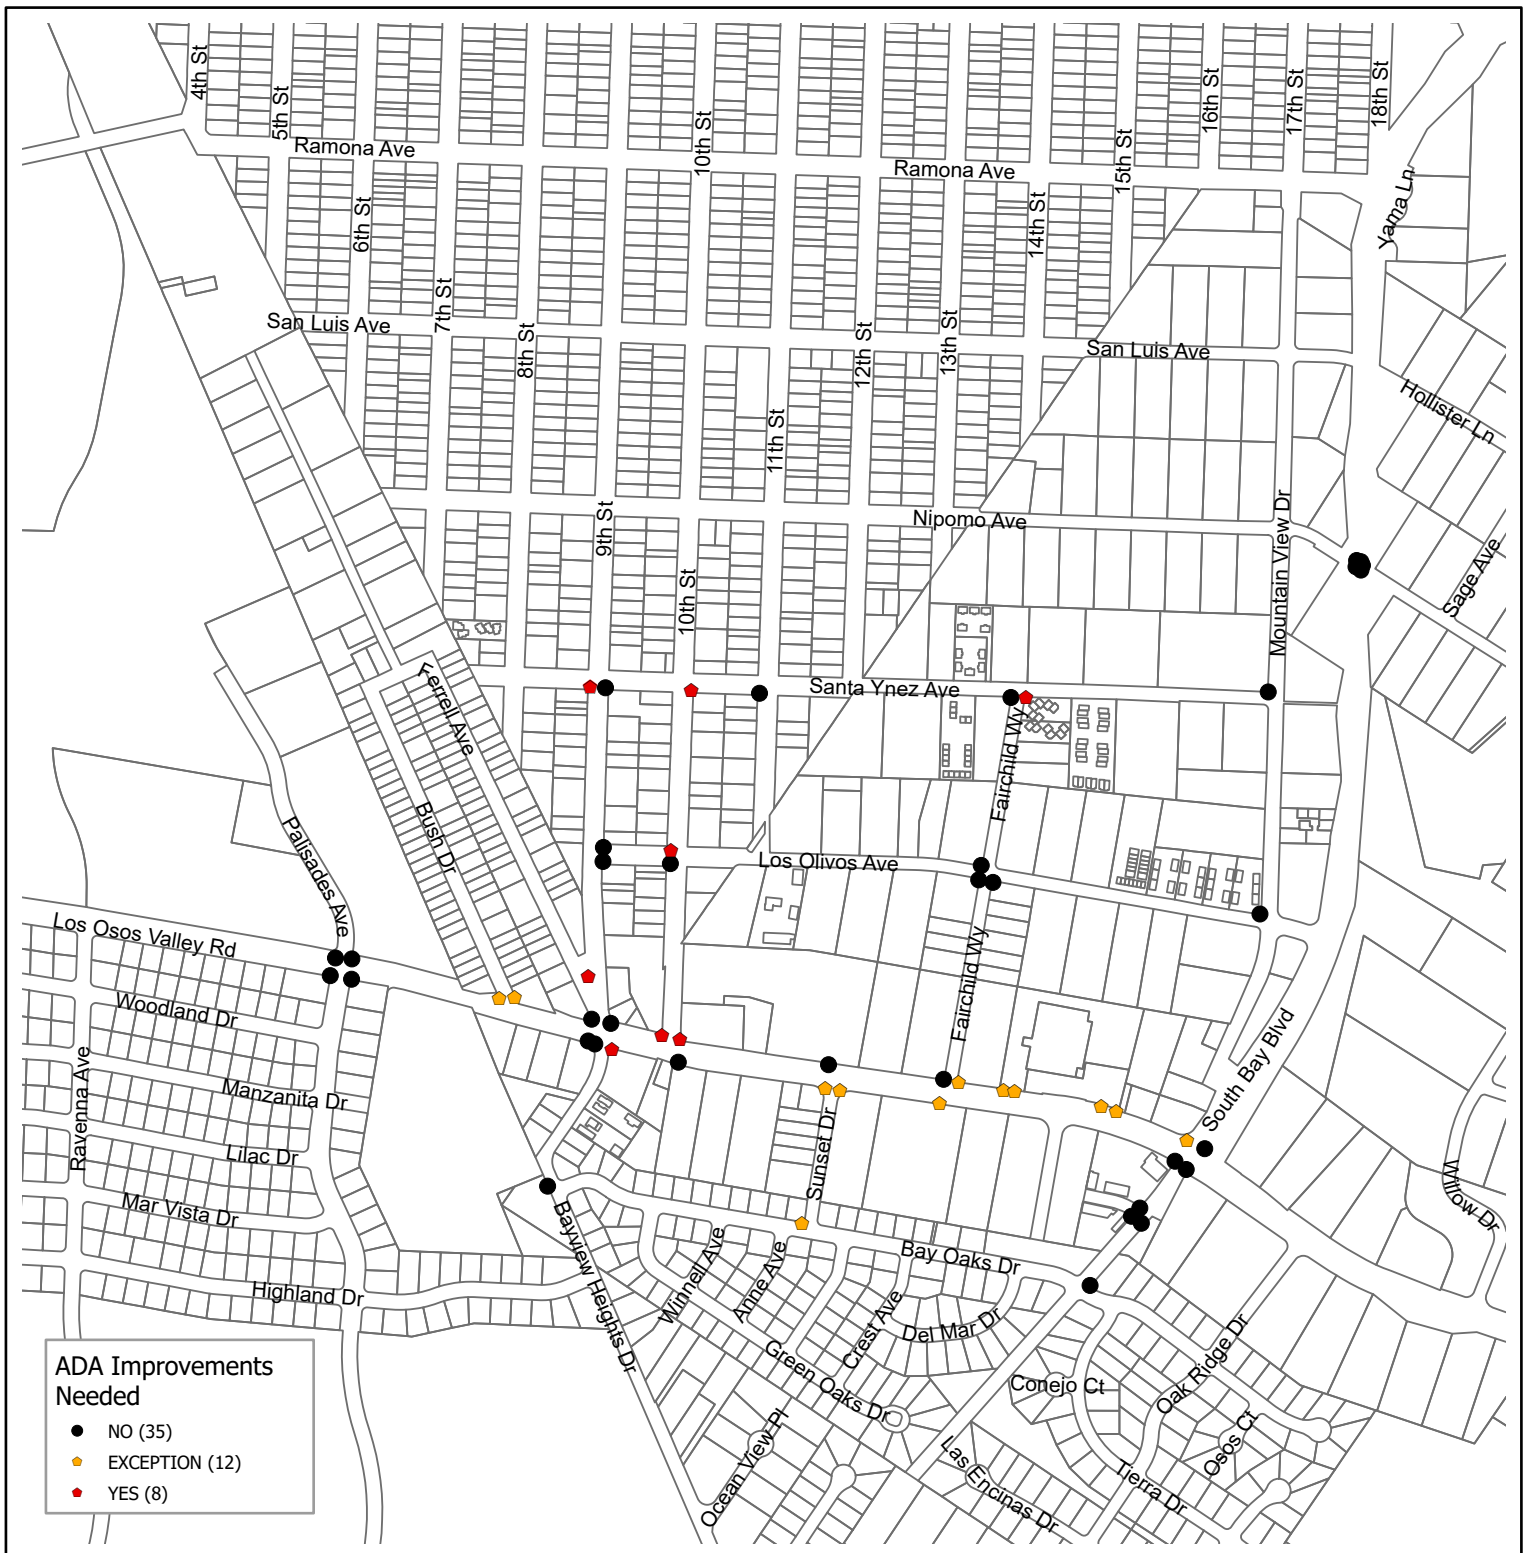 4th St
5th St
Ramona Ave
10th St
Ramona Ave
15th St
16th St
17th St
18th St
Yama Ln
6th St
14th St
7th St
San Luis Ave
8th St
12th St
13th St
San Luis Ave
Hollister Ln
11th St
9th St
Nipomo Ave
Mountain View Dr
Sage Ave
10th St
Ferrell Ave
Santa Ynez Ave
Fairchild Wy
Bush Dr
Palisades Ave
Los Olivos Ave
Los Osos Valley Rd
Fairchild Wy
Woodland Dr
South Bay Blvd
Ravenna Ave
Manzanita Dr
Lilac Dr
Sunset Dr
Willow Dr
Mar Vista Dr
Bayview Heights Dr
Bay Oaks Dr
Winnell Ave
Anne Ave
Highland Dr
Crest Ave
Del Mar Dr
Green Oaks Dr
Oak Ridge Dr
Conejo Ct
Ocean View Pl
Osos Ct
Las Encinas Dr
Tierra Dr
ADA Improvements
Needed
NO (35)
EXCEPTION (12)
YES (8)